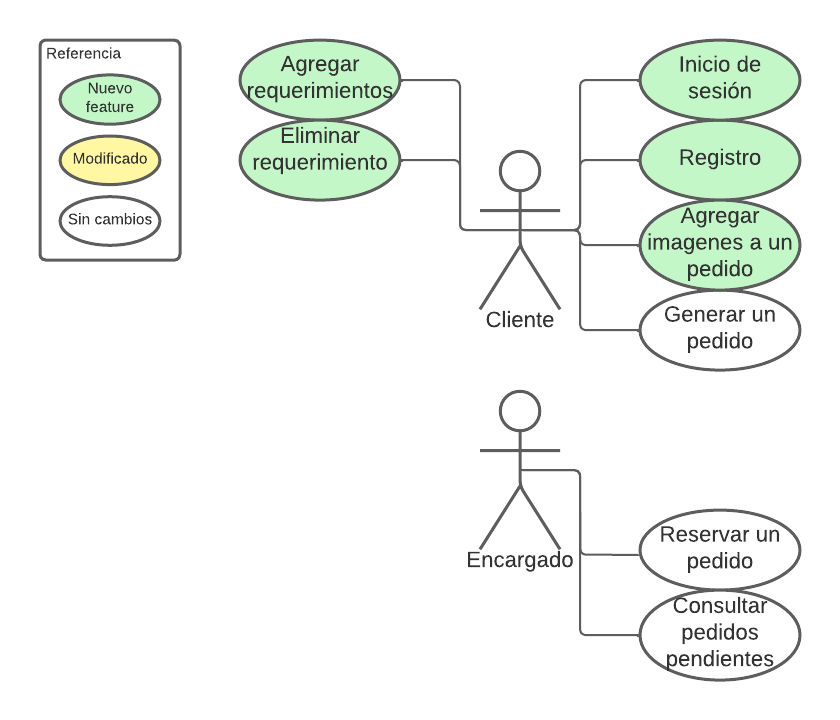 Referencia
Nuevo
feature
Modificado
Sin cambios
Agregar
requerimientos
Eliminar
requerimiento
Inicio de
sesión
Registro
Agregar
imagenes a un
pedido
Generar un
pedido
Cliente
Encargado
Reservar un
pedido
Consultar
pedidos
pendientes